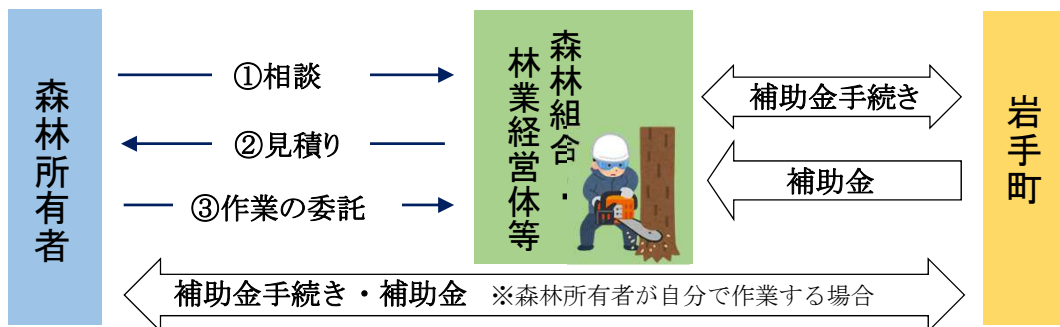 森林所有者
①相談
②見積り
③作業の委託
森林組合・
林業経営体等
補助金手続き
補助金
岩手町
補助金手続き・補助金 ※森林所有者が自分で作業する場合